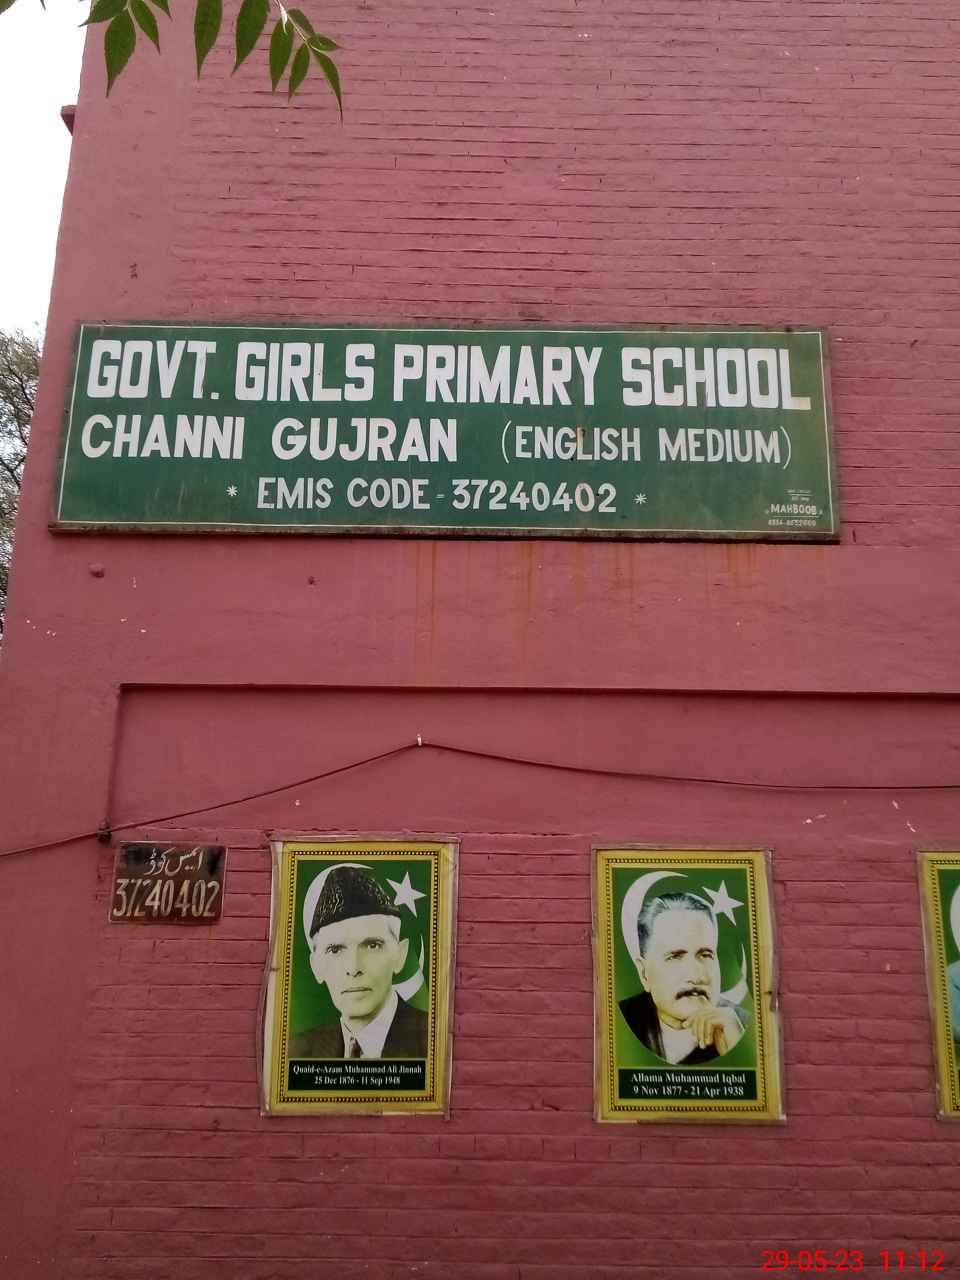 GOVT. GIRLS PRIMARY SCHOOL
CHANNI GUJRAN (ENGLISH MEDIUM)
* EMIS CODE - 37240402 *
MAHBOOB
ایمس کوڈ
37240402
Quaid-e-Azam Muhammad Ali Jinnah
25 Dec 1876 - 11 Sep 1948
Allama Muhammad Iqbal
9 Nov 1877 - 21 Apr 1938
29-05-23 11:12